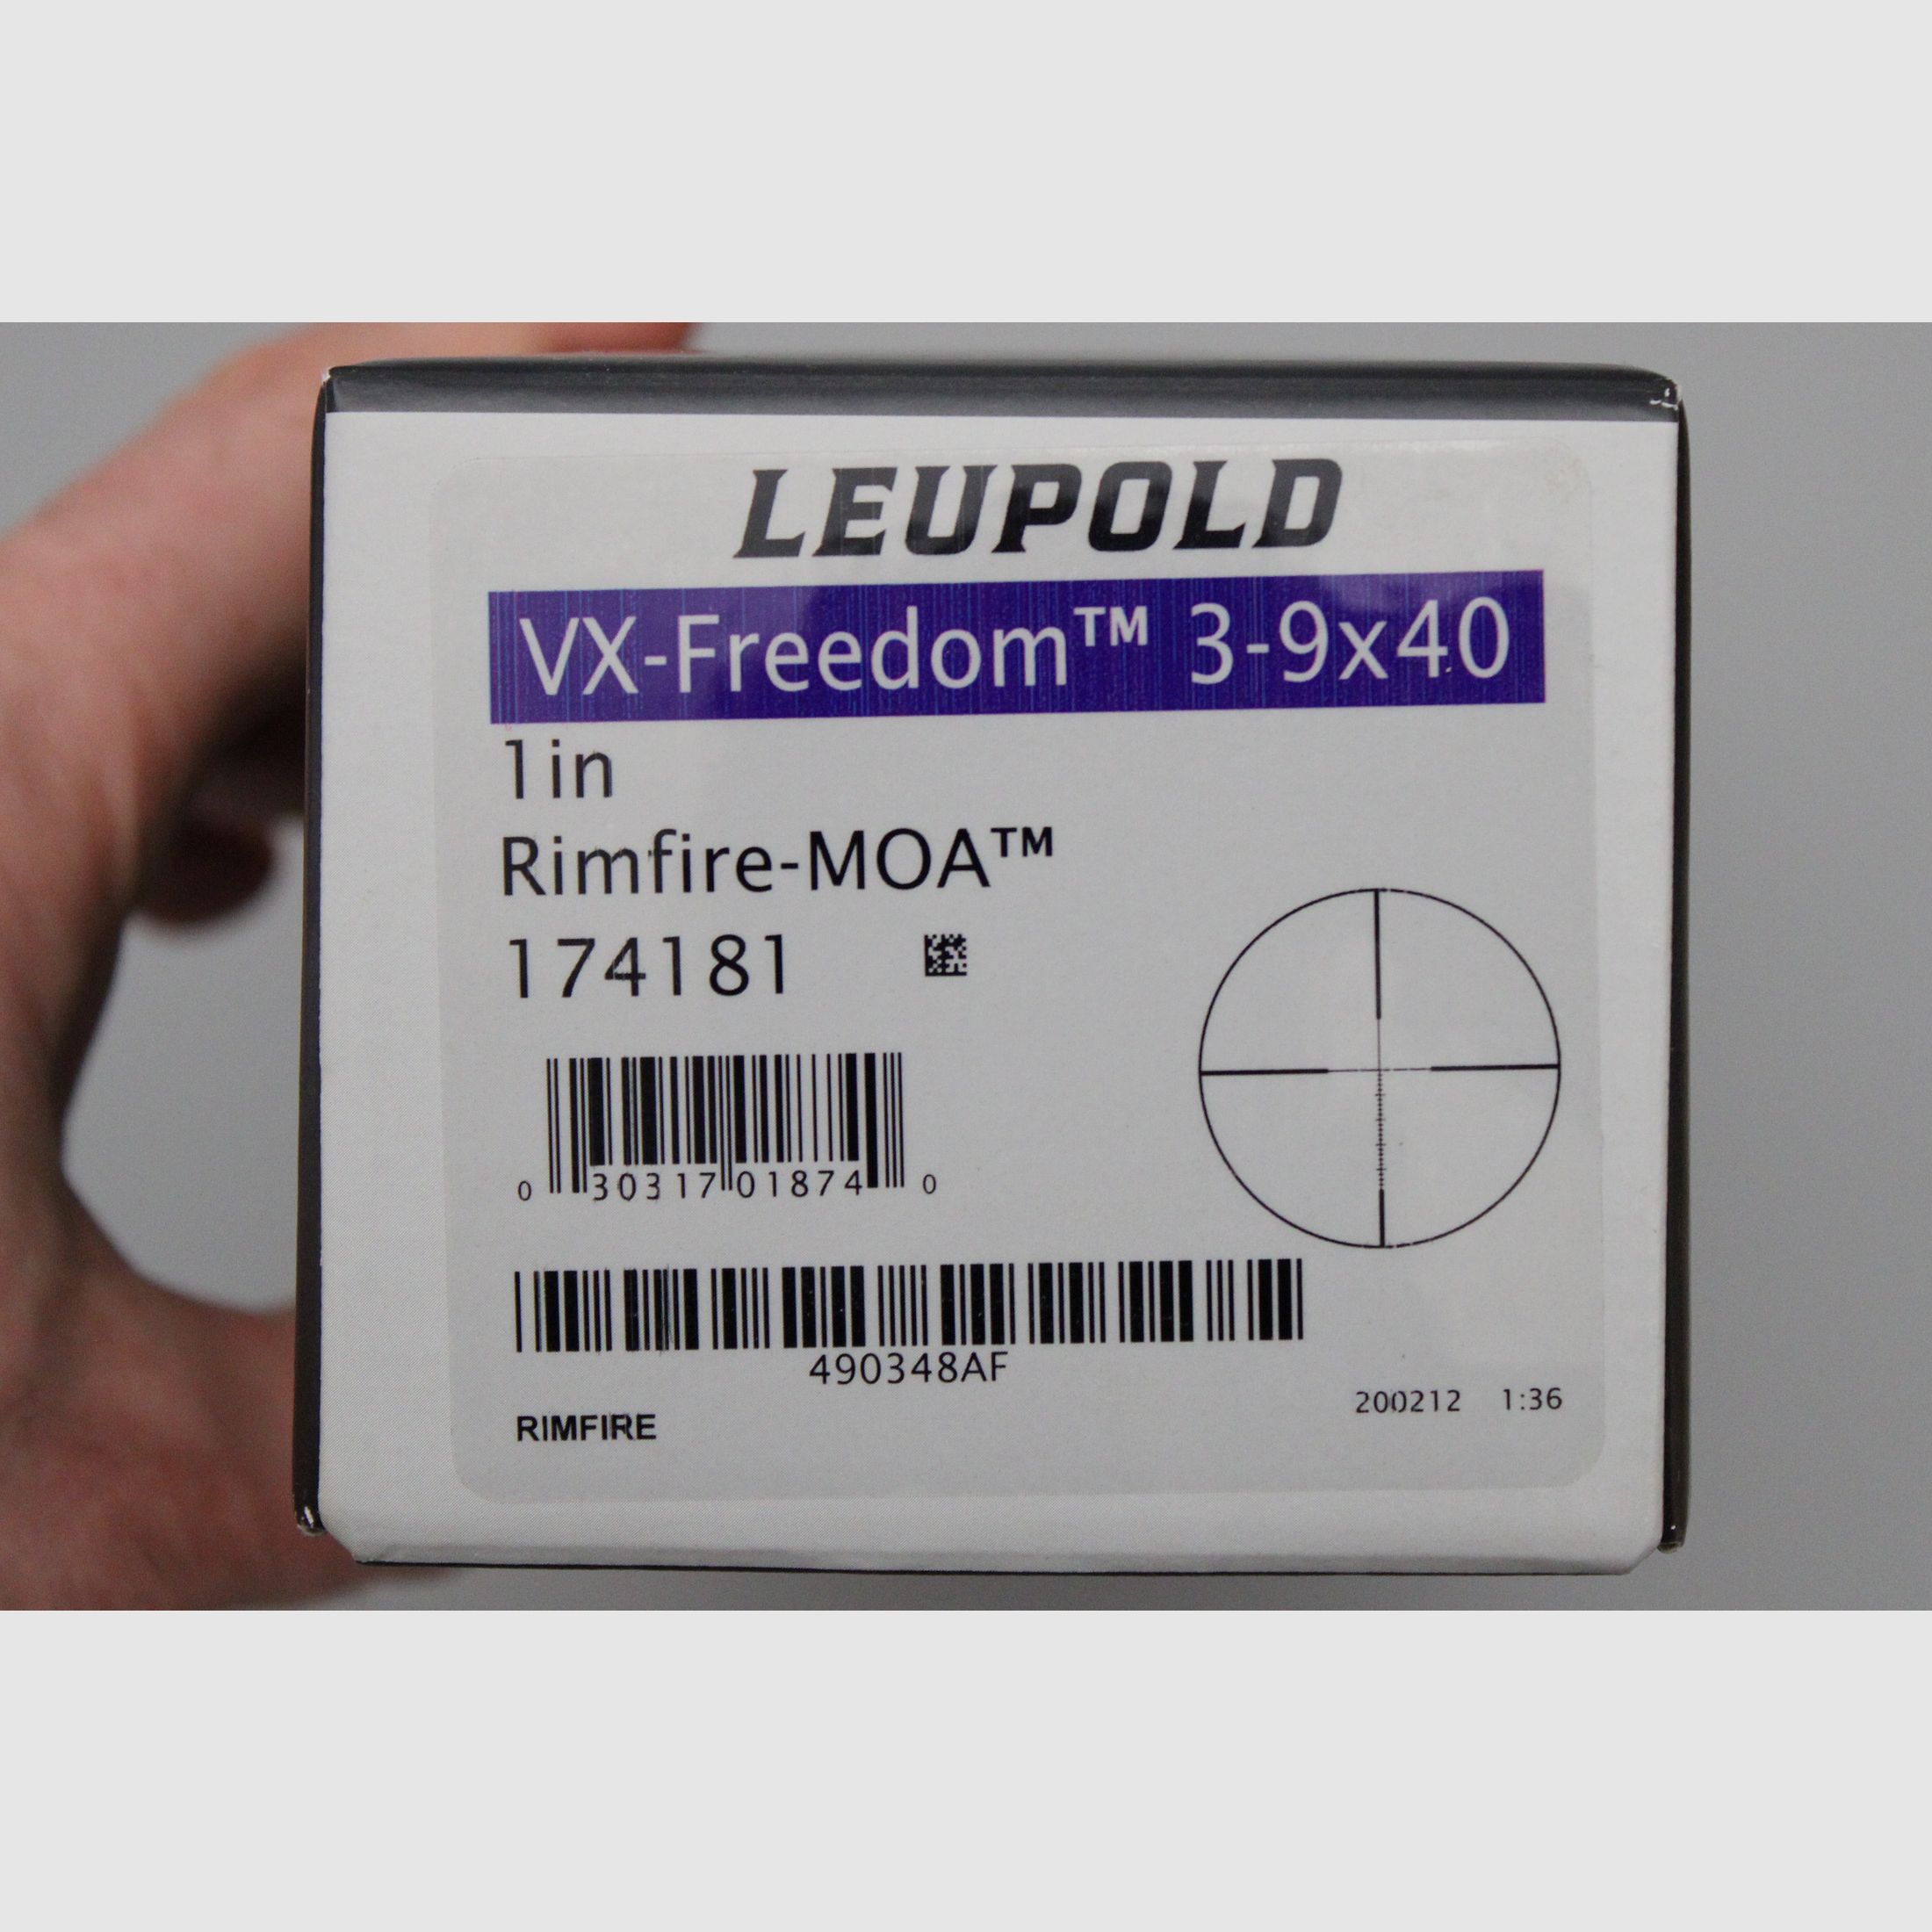 LEUPOLD
VX-Freedom™ 3-9x40
1in
Rimfire-MOA™
174181
0 30317 01874 0
490348AF
200212 1:36
RIMFIRE